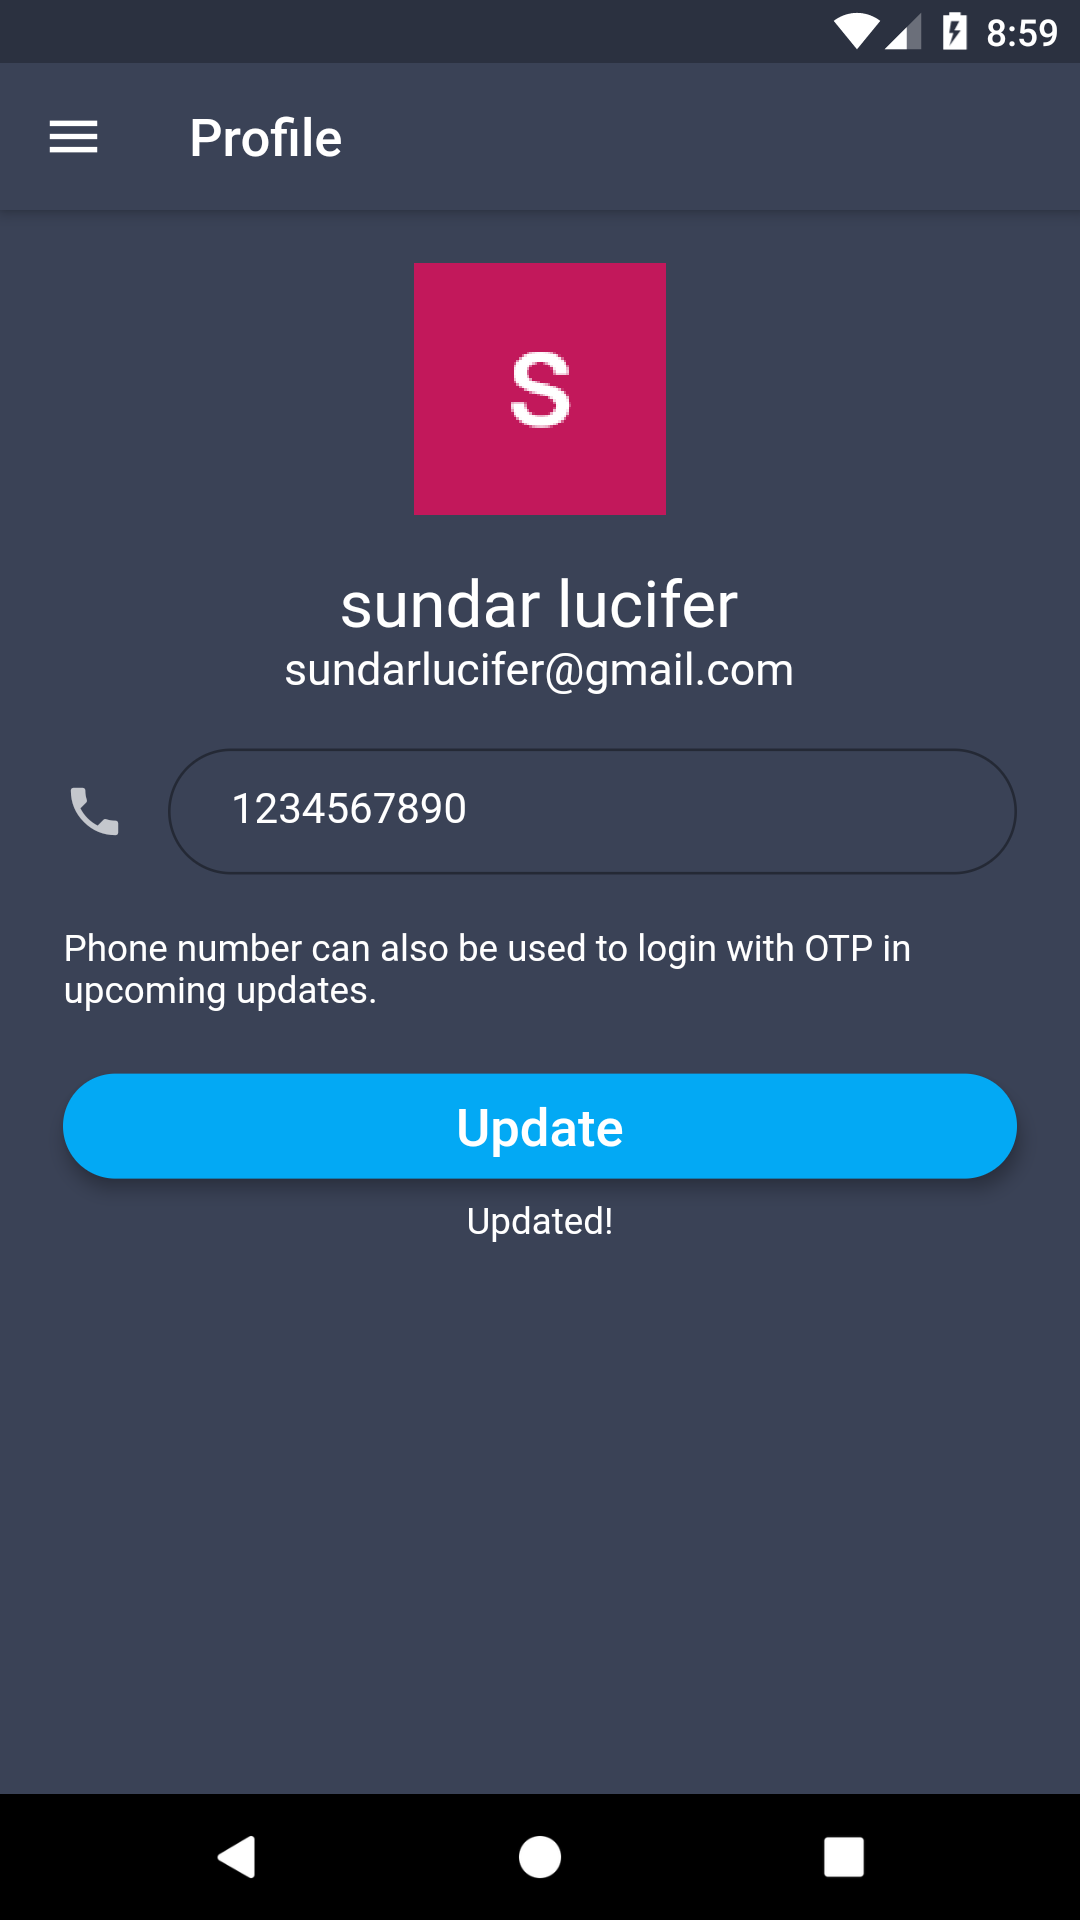 8:59
Profile
S
sundar lucifer
sundarlucifer@gmail.com
1234567890
Phone number can also be used to login with OTP in
upcoming updates.
Update
Updated!